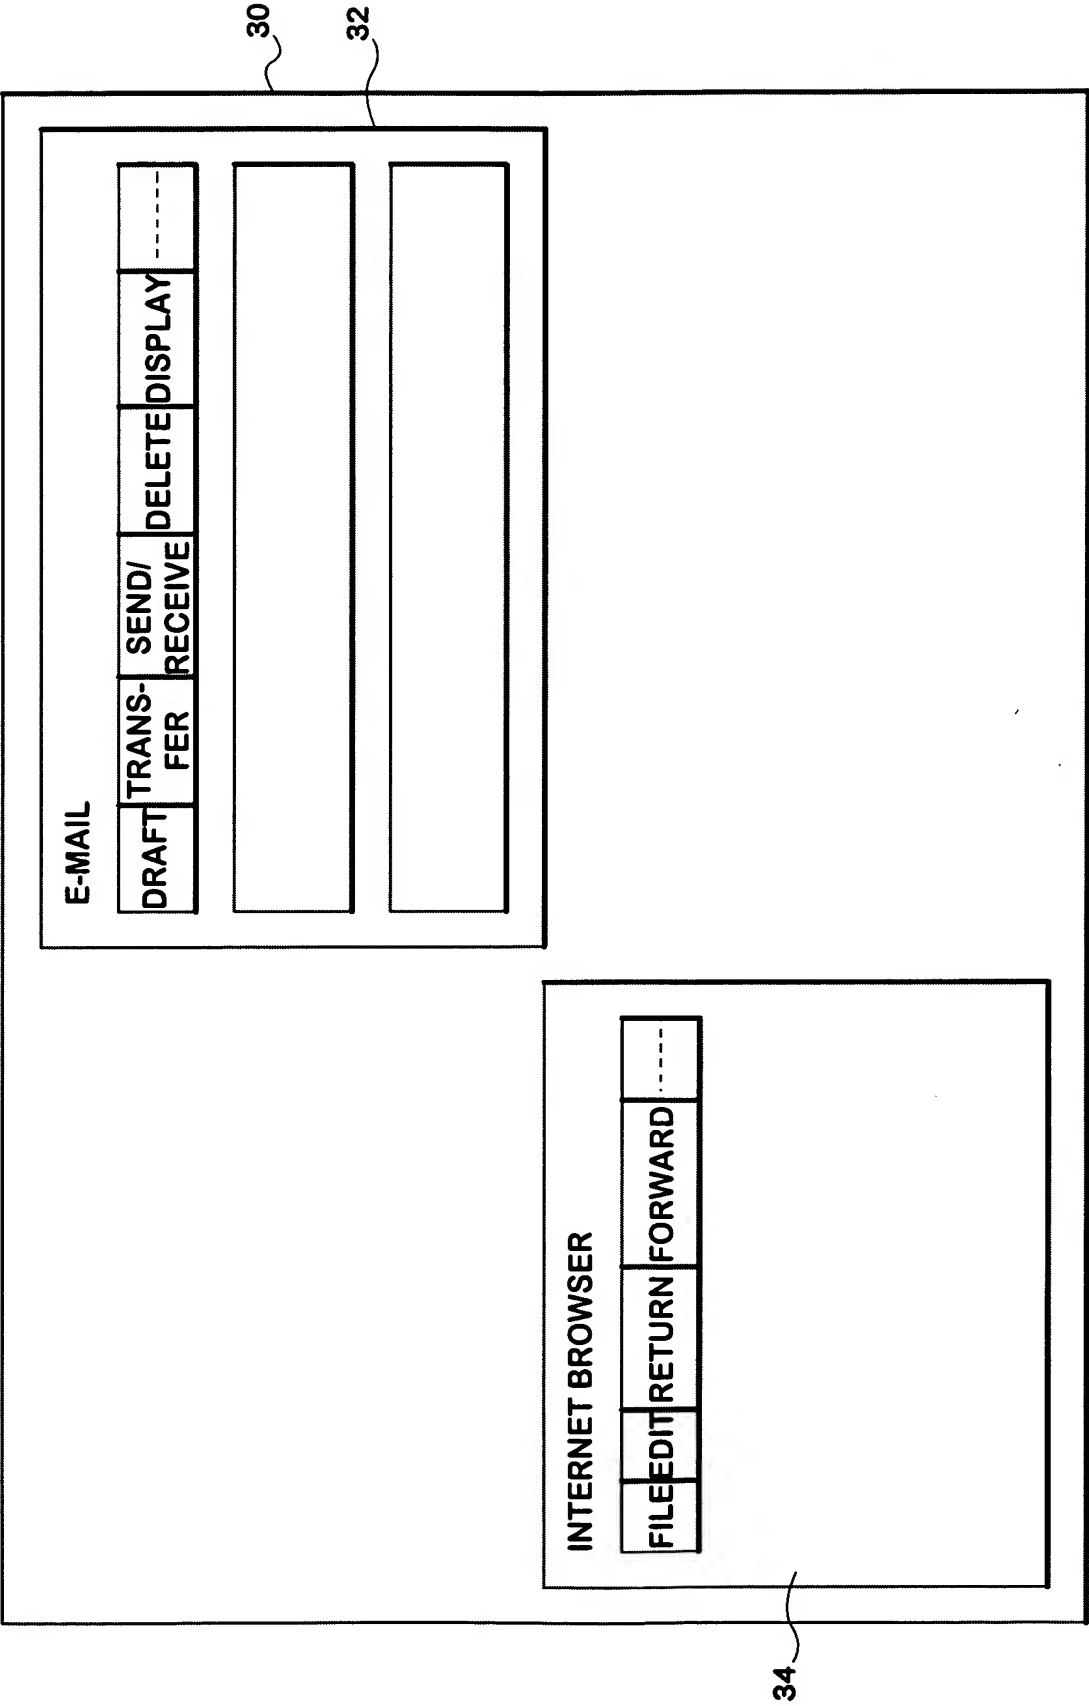 30
32
E-MAIL
DRAFT TRANS- SEND/ DELETE DISPLAY ------
FER RECEIVE
INTERNET BROWSER
FILE EDIT RETURN FORWARD -----
34